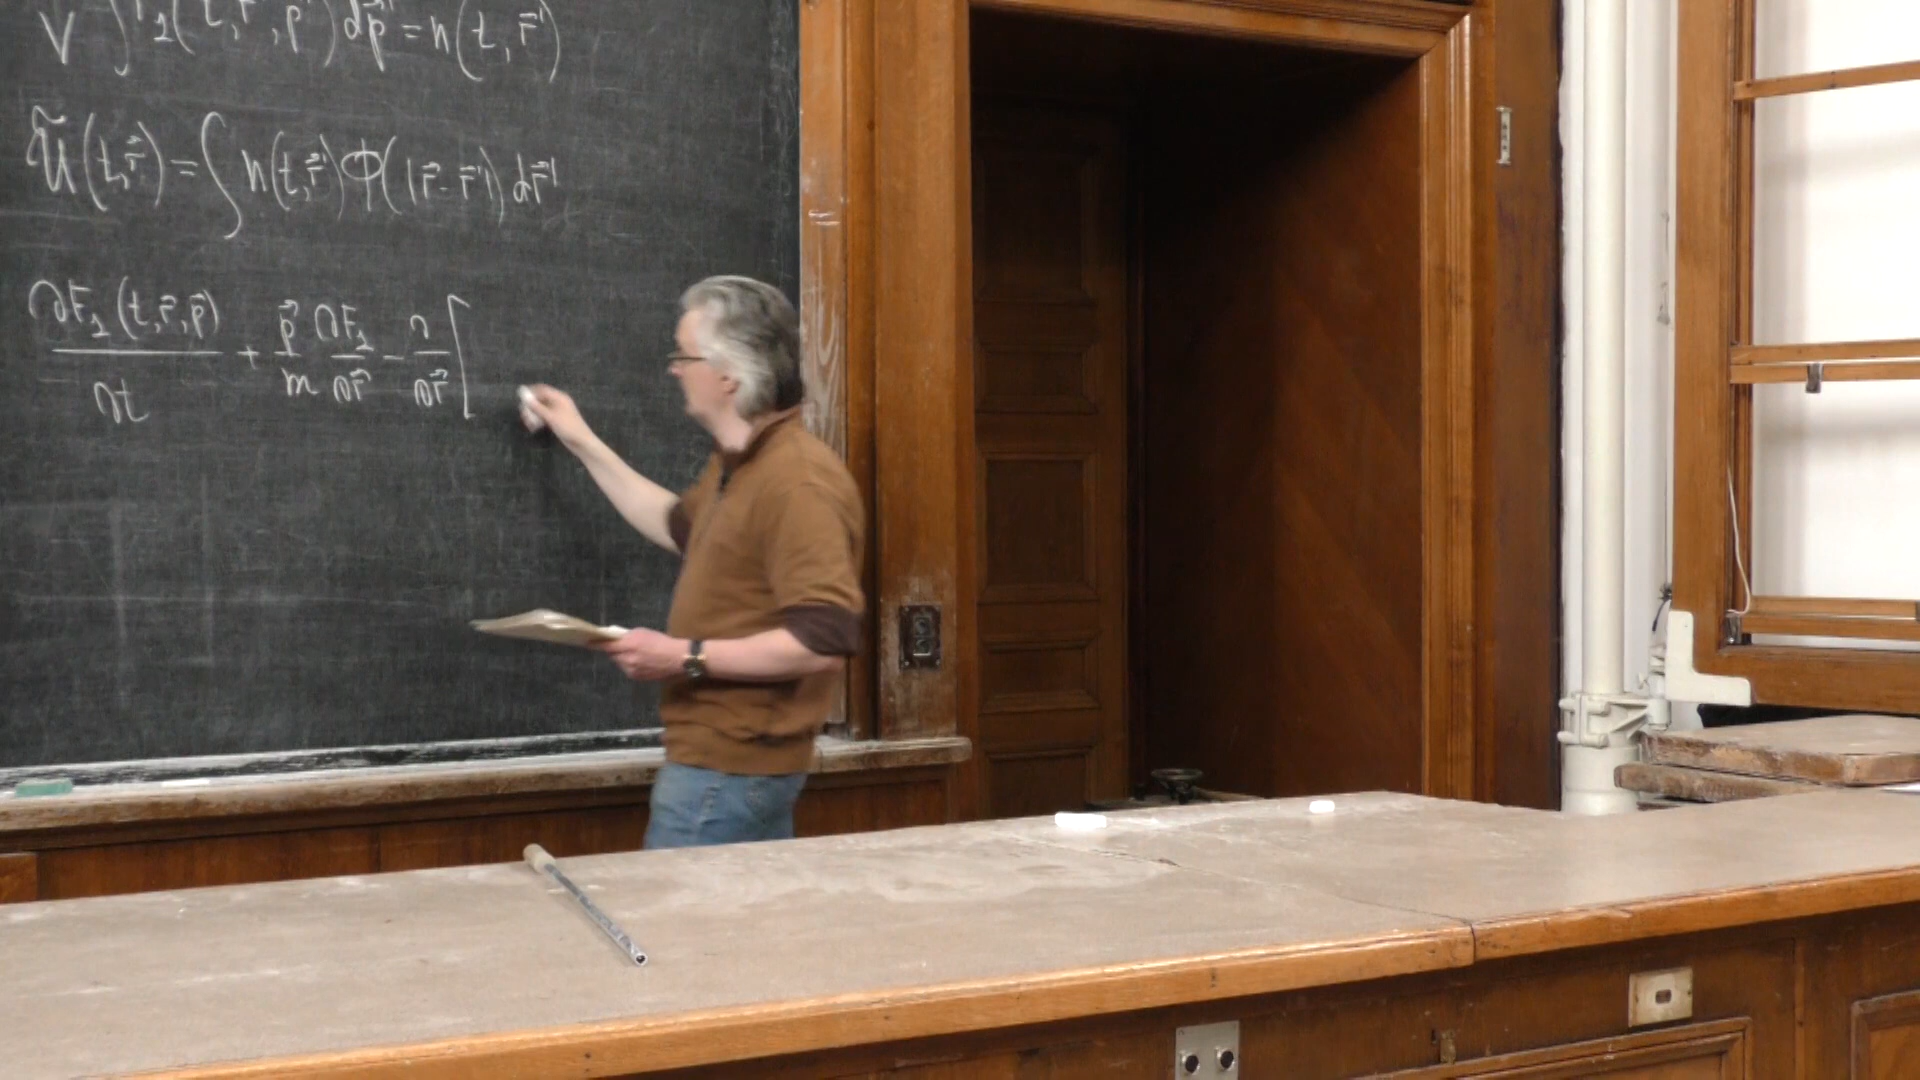 V ∫ F₁(t, r⃗', p⃗') dp⃗' = n(t, r⃗')
Ũ(t, r⃗) = ∫ n(t, r⃗') Φ(|r⃗ - r⃗'|) dr⃗'
∂F₁(t, r⃗, p⃗)/∂t + p⃗/m ∂F₁/∂r⃗ - ∂/∂r⃗ [